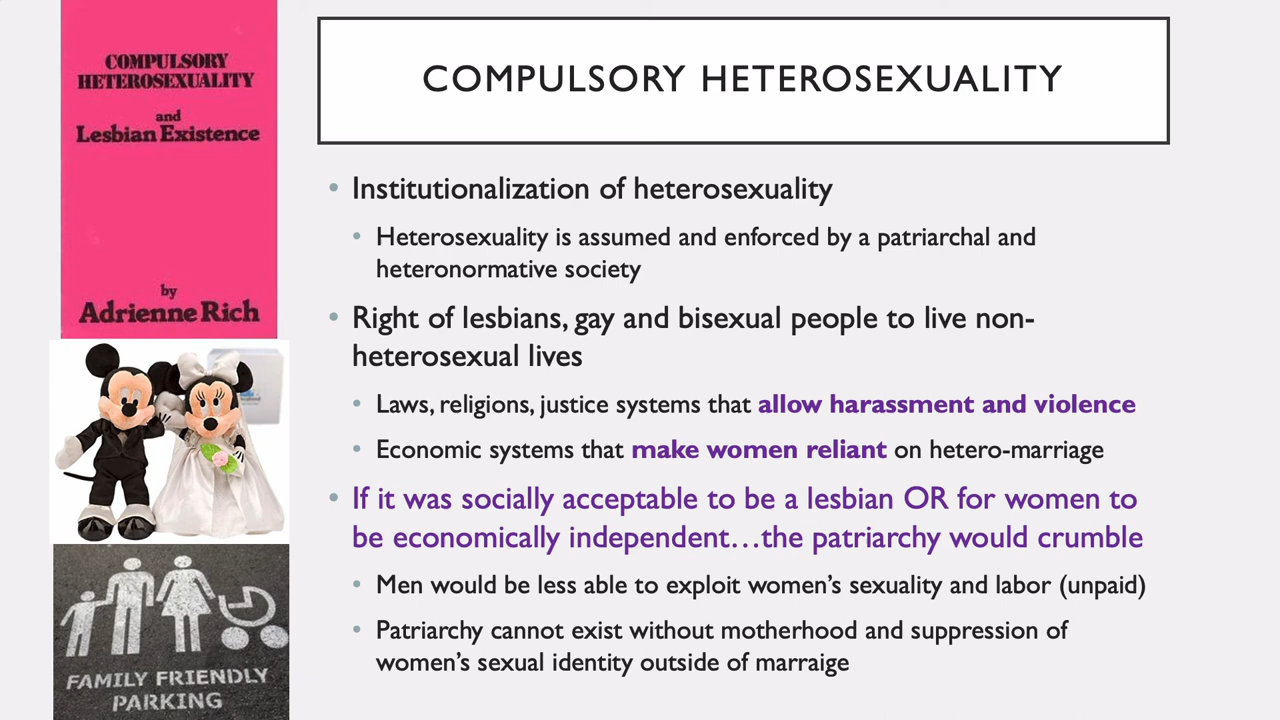 COMPULSORY
HETEROSEXUALITY
and
Lesbian Existence
by
Adrienne Rich
FAMILY FRIENDLY
PARKING
COMPULSORY HETEROSEXUALITY
• Institutionalization of heterosexuality
• Heterosexuality is assumed and enforced by a patriarchal and
heteronormative society
• Right of lesbians, gay and bisexual people to live non-
heterosexual lives
• Laws, religions, justice systems that allow harassment and violence
• Economic systems that make women reliant on hetero-marriage
• If it was socially acceptable to be a lesbian OR for women to
be economically independent…the patriarchy would crumble
• Men would be less able to exploit women's sexuality and labor (unpaid)
• Patriarchy cannot exist without motherhood and suppression of
women's sexual identity outside of marraige